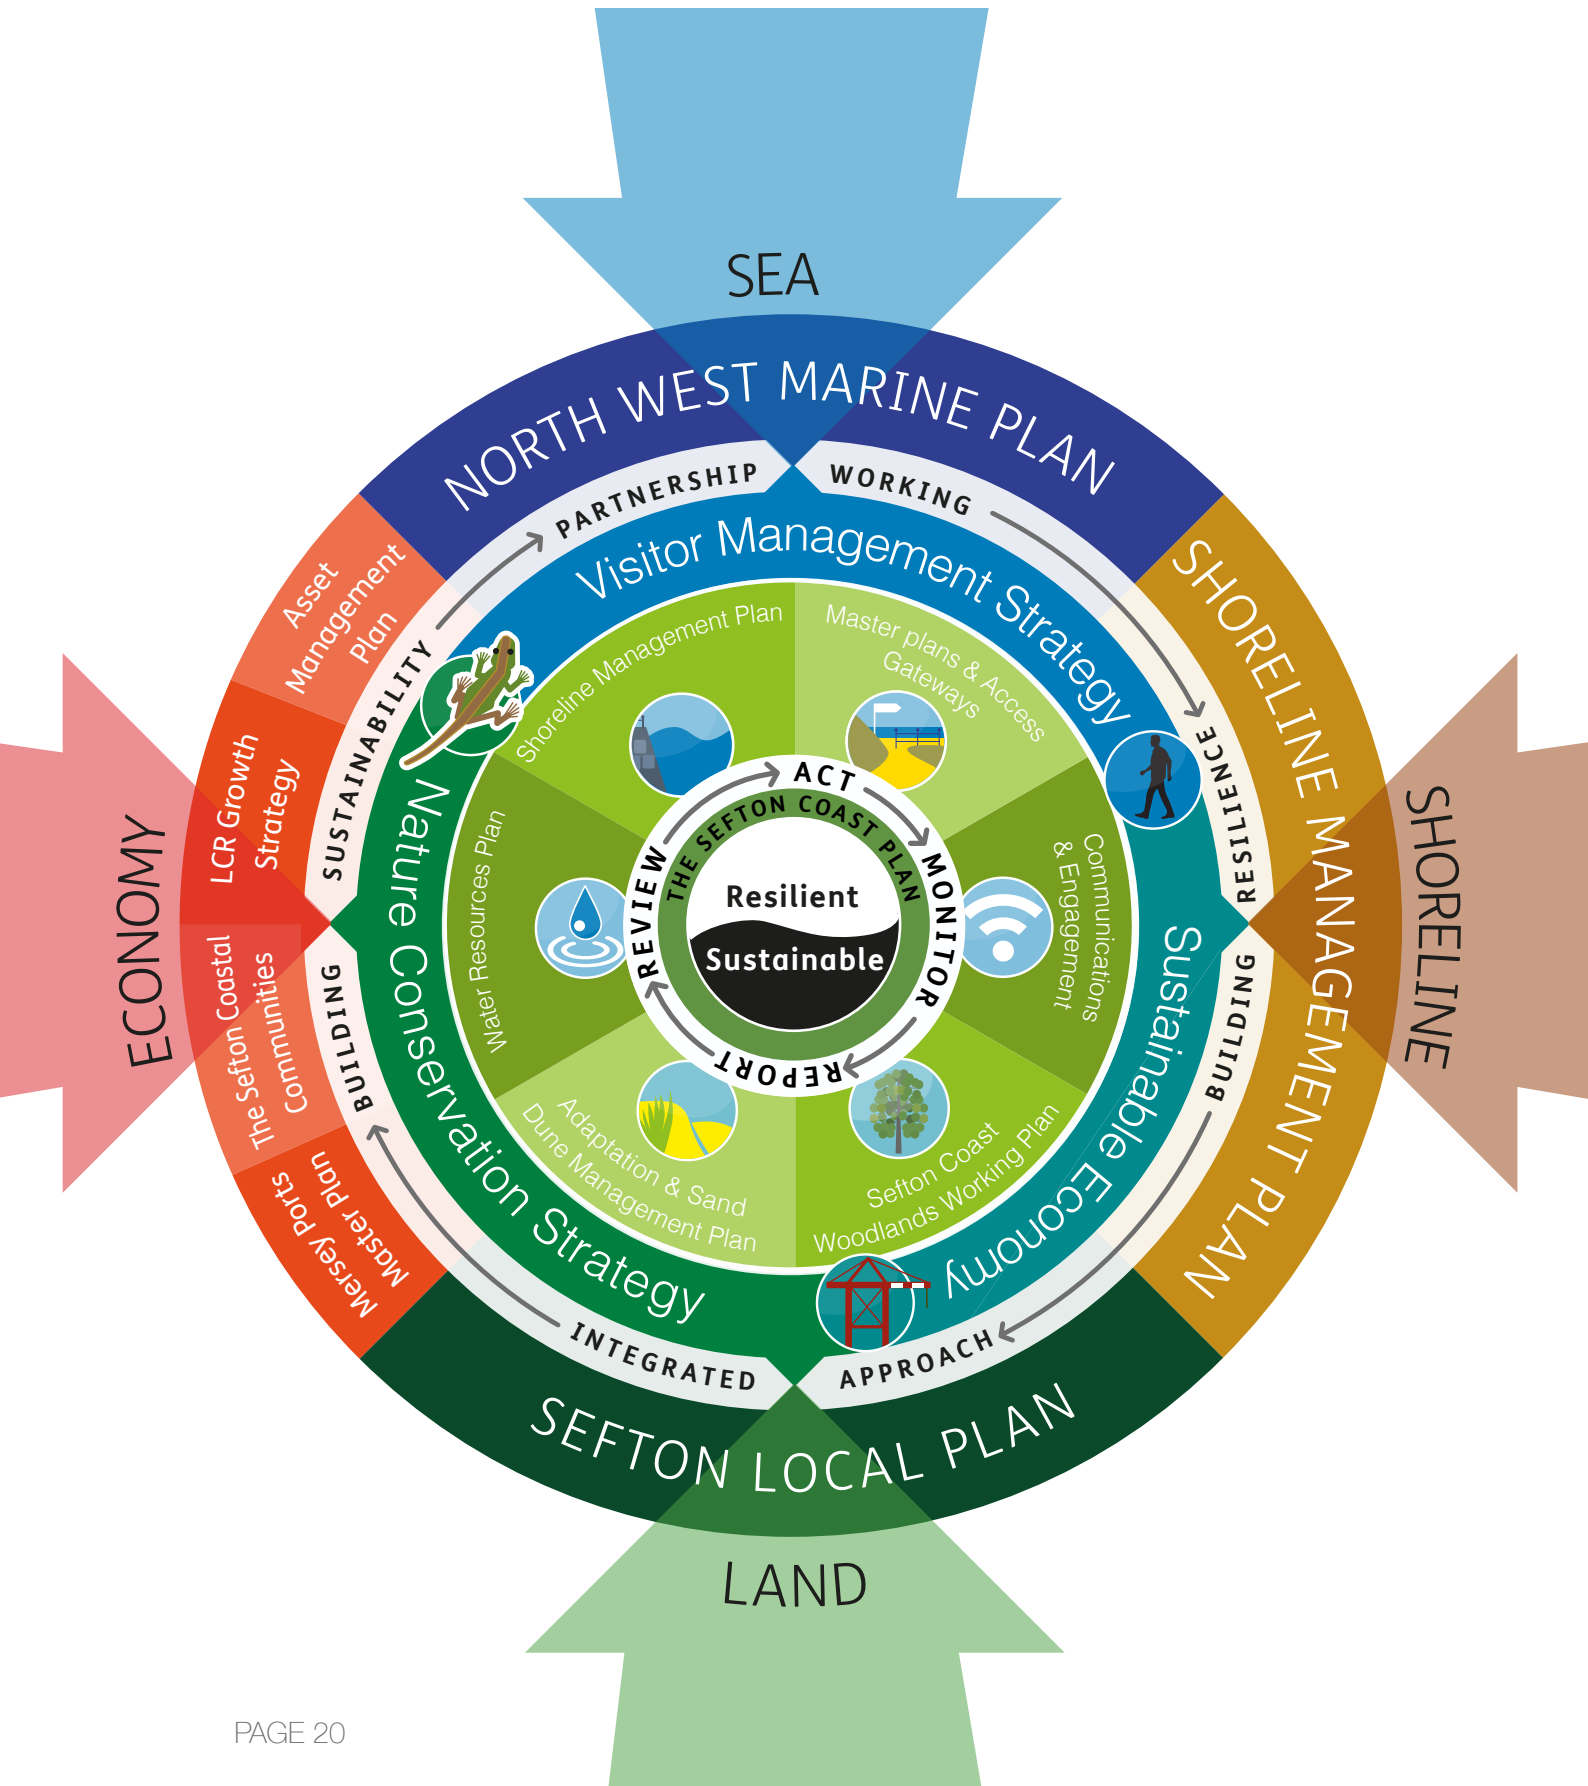 SEA
NORTH WEST MARINE PLAN
PARTNERSHIP
WORKING
Visitor Management Strategy
Asset
Management
Plan
SHORELINE MANAGEMENT PLAN
SUSTAINABILITY
RESILIENCE
Shoreline Management Plan
Master plans & Access
Gateways
LCR Growth
Strategy
ECONOMY
SHORELINE
Nature Conservation Strategy
Water Resources Plan
Communications
& Engagement
ACT
MONITOR
REPORT
REVIEW
THE SEFTON COAST PLAN
Resilient
Sustainable
Sustainable Economy
The Sefton Coastal
Communities
BUILDING
BUILDING
Adaptation & Sand
Dune Management Plan
Sefton Coast
Woodlands Working Plan
Mersey Ports
Master Plan
INTEGRATED
APPROACH
SEFTON LOCAL PLAN
LAND
PAGE 20